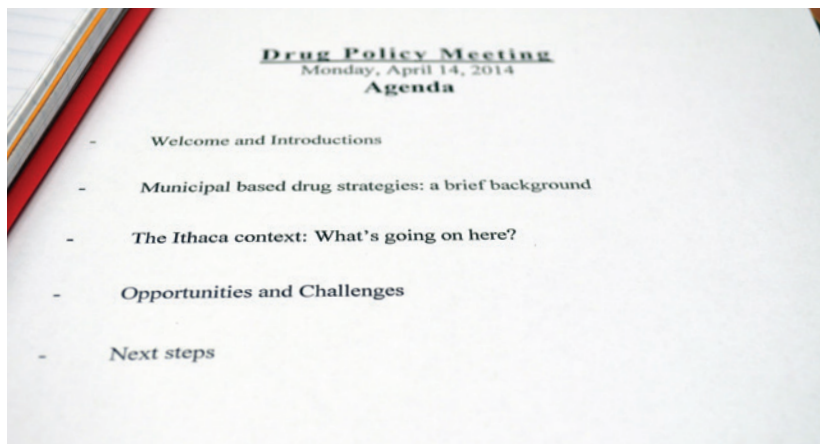 Drug Policy Meeting
Monday, April 14, 2014
Agenda
- Welcome and Introductions
- Municipal based drug strategies: a brief background
- The Ithaca context: What's going on here?
- Opportunities and Challenges
- Next steps